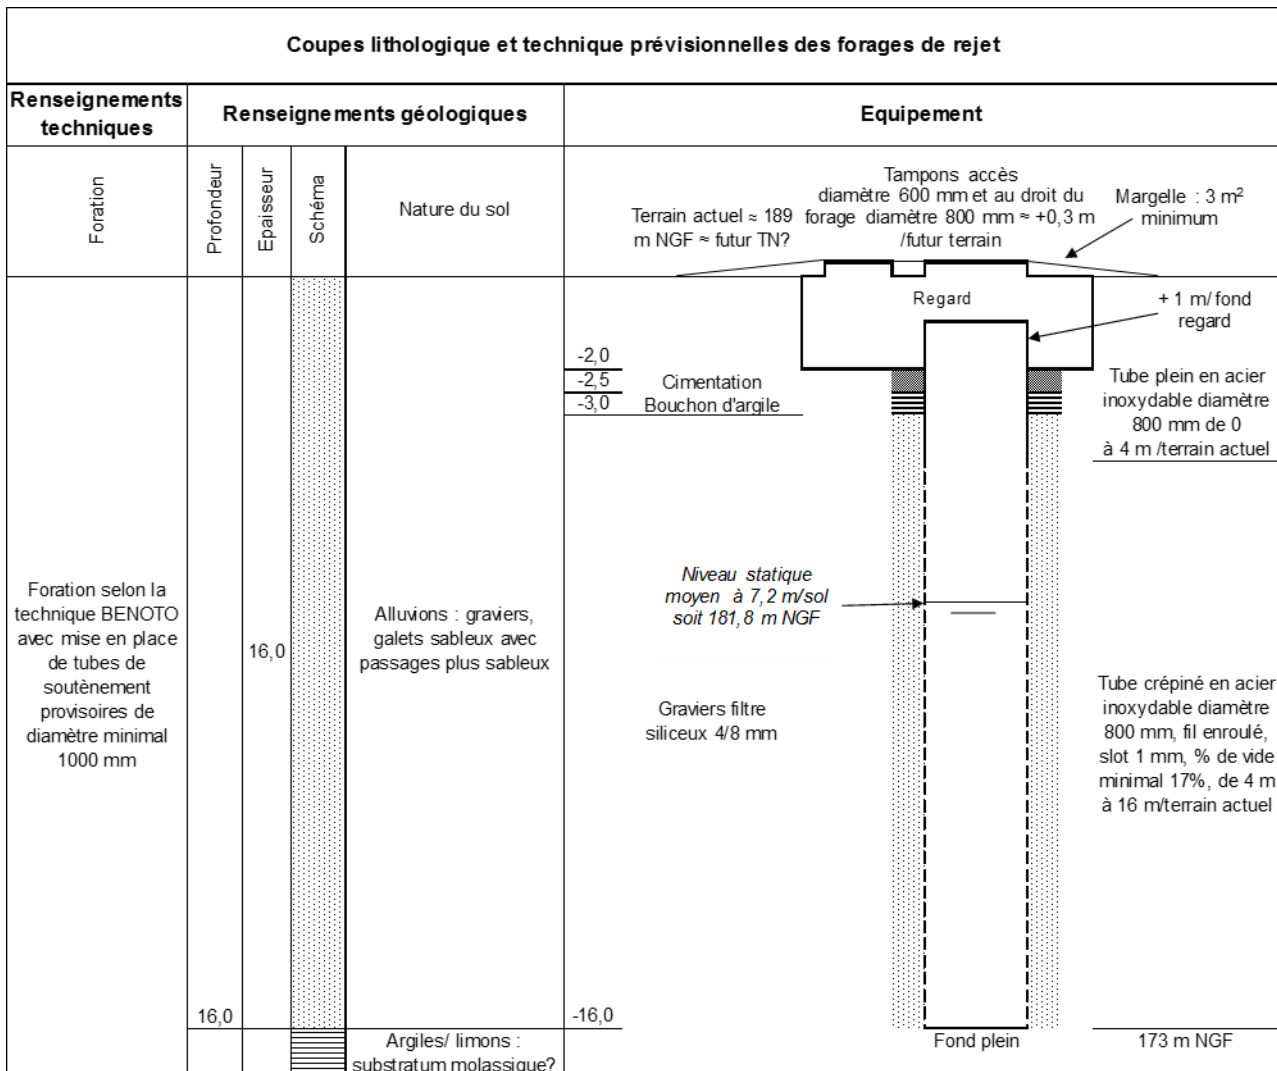 Coupes lithologique et technique prévisionnelles des forages de rejet
Renseignements
techniques
Renseignements géologiques
Equipement
Foration
Profondeur
Epaisseur
Schéma
Nature du sol
Terrain actuel ≈ 189
m NGF ≈ futur TN?
Tampons accès
diamètre 600 mm et au droit du
forage diamètre 800 mm ≈ +0,3 m
/futur terrain
Margelle : 3 m²
minimum
Regard
+ 1 m/ fond
regard
-2,0
-2,5
-3,0
Cimentation
Bouchon d'argile
Tube plein en acier
inoxydable diamètre
800 mm de 0
à 4 m /terrain actuel
Foration selon la
technique BENOTO
avec mise en place
de tubes de
soutènement
provisoires de
diamètre minimal
1000 mm
16,0
Alluvions : graviers,
galets sableux avec
passages plus sableux
Niveau statique
moyen à 7,2 m/sol
soit 181,8 m NGF
Graviers filtre
siliceux 4/8 mm
Tube crépiné en acier
inoxydable diamètre
800 mm, fil enroulé,
slot 1 mm, % de vide
minimal 17%, de 4 m
à 16 m/terrain actuel
16,0
-16,0
Argiles/ limons :
substratum molassique?
Fond plein
173 m NGF